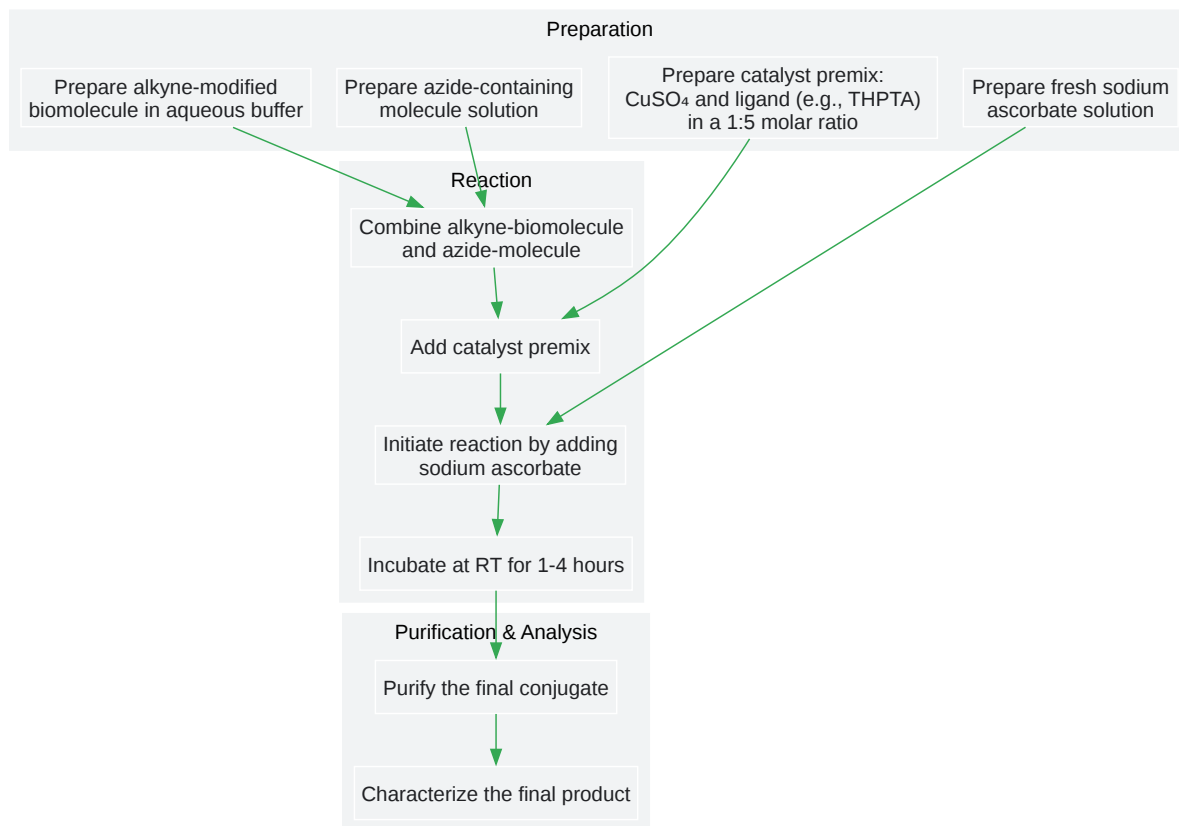 Preparation
Prepare alkyne-modified
biomolecule in aqueous buffer
Prepare azide-containing
molecule solution
Prepare catalyst premix:
CuSO₄ and ligand (e.g., THPTA)
in a 1:5 molar ratio
Prepare fresh sodium
ascorbate solution
Reaction
Combine alkyne-biomolecule
and azide-molecule
Add catalyst premix
Initiate reaction by adding
sodium ascorbate
Incubate at RT for 1-4 hours
Purification & Analysis
Purify the final conjugate
Characterize the final product